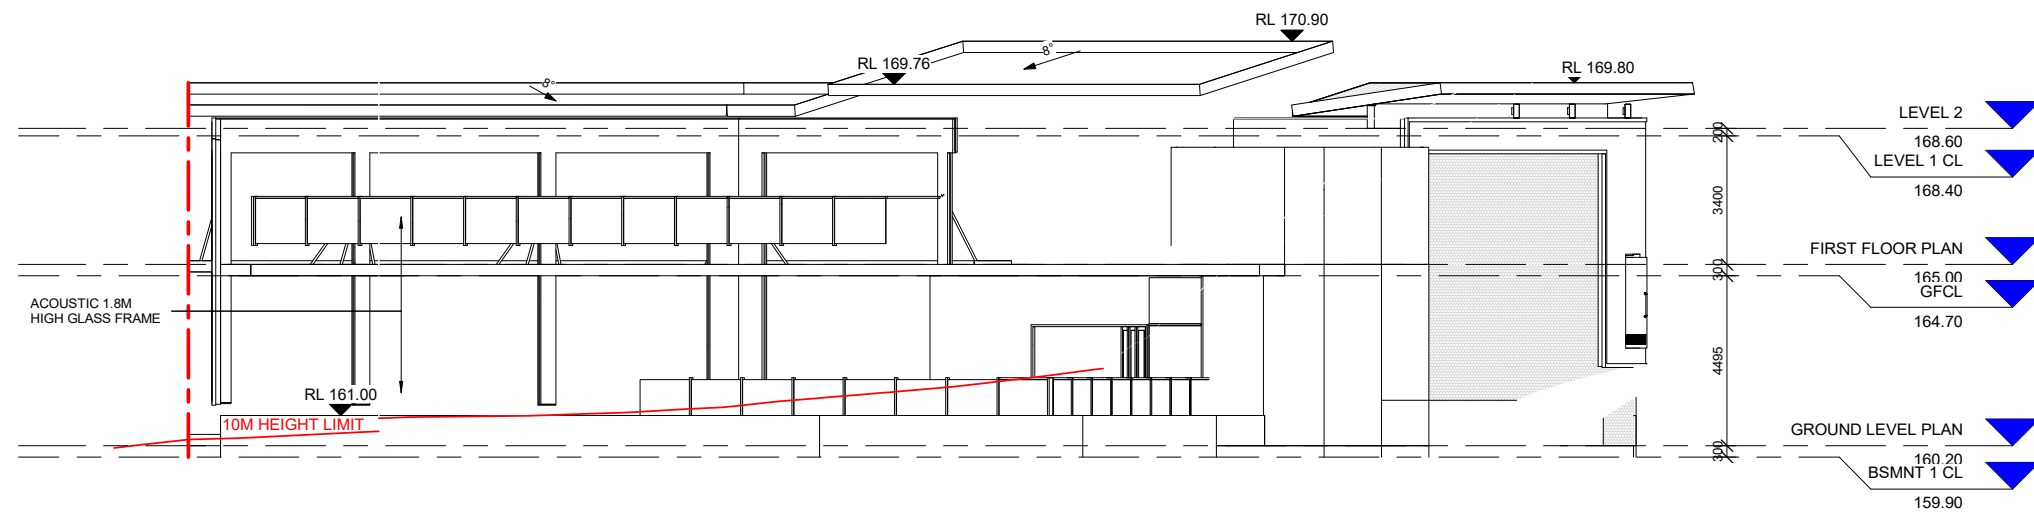 RL 170.90
RL 169.76
8°
RL 169.80
8°
LEVEL 2
168.60
200
LEVEL 1 CL
168.40
3400
FIRST FLOOR PLAN
165.00
300
GFCL
164.70
ACOUSTIC 1.8M
HIGH GLASS FRAME
4495
RL 161.00
10M HEIGHT LIMIT
GROUND LEVEL PLAN
160.20
300
BSMNT 1 CL
159.90